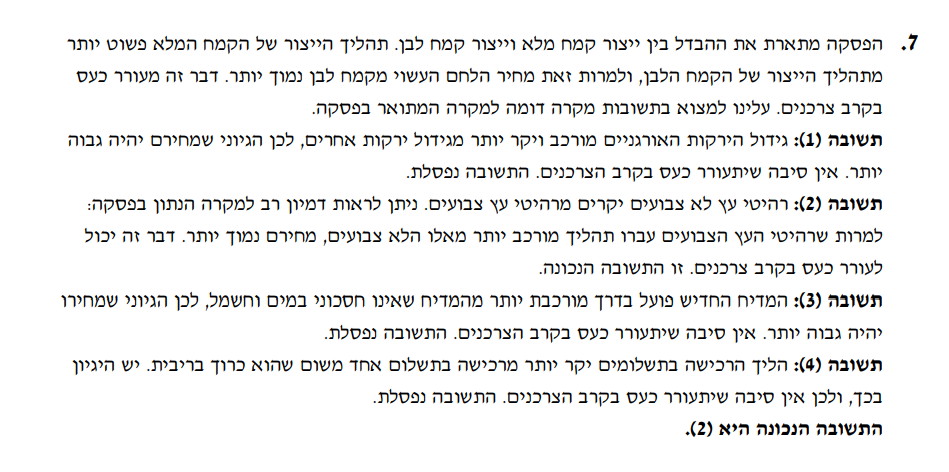 7. הפסקה מתארת את ההבדל בין ייצור קמח מלא וייצור קמח לבן. תהליך הייצור של הקמח המלא פשוט יותר
מתהליך הייצור של הקמח הלבן, ולמרות זאת מחיר הלחם העשוי מקמח לבן נמוך יותר. דבר זה מעורר כעס
בקרב צרכנים. עלינו למצוא בתשובות מקרה דומה למקרה המתואר בפסקה.
תשובה (1): גידול הירקות האורגניים מורכב ויקר יותר מגידול ירקות אחרים, לכן הגיוני שמחירם יהיה גבוה
יותר. אין סיבה שיתעורר כעס בקרב הצרכנים. התשובה נפסלת.
תשובה (2): רהיטי עץ לא צבועים יקרים מרהיטי עץ צבועים. ניתן לראות דמיון רב למקרה הנתון בפסקה:
למרות שרהיטי העץ הצבועים עברו תהליך מורכב יותר מאלו הלא צבועים, מחירם נמוך יותר. דבר זה יכול
לעורר כעס בקרב צרכנים. זו התשובה הנכונה.
תשובה (3): המדיח החדיש פועל בדרך מורכבת יותר מהמדיח שאינו חסכוני במים וחשמל, לכן הגיוני שמחירו
יהיה גבוה יותר. אין סיבה שיתעורר כעס בקרב הצרכנים. התשובה נפסלת.
תשובה (4): הליך הרכישה בתשלומים יקר יותר מרכישה בתשלום אחד משום שהוא כרוך בריבית. יש היגיון
בכך, ולכן אין סיבה שיתעורר כעס בקרב הצרכנים. התשובה נפסלת.
התשובה הנכונה היא (2).